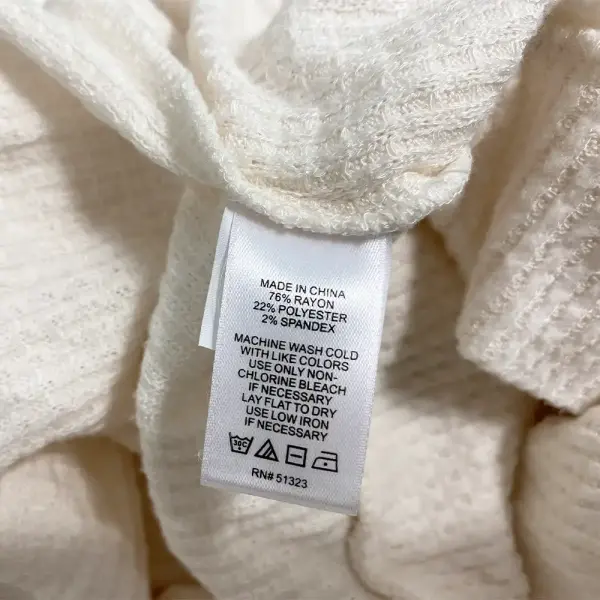 MADE IN CHINA
76% RAYON
22% POLYESTER
2% SPANDEX
MACHINE WASH COLD
WITH LIKE COLORS
USE ONLY NON-
CHLORINE BLEACH
IF NECESSARY
LAY FLAT TO DRY
USE LOW IRON
IF NECESSARY
30C
RN# 51323